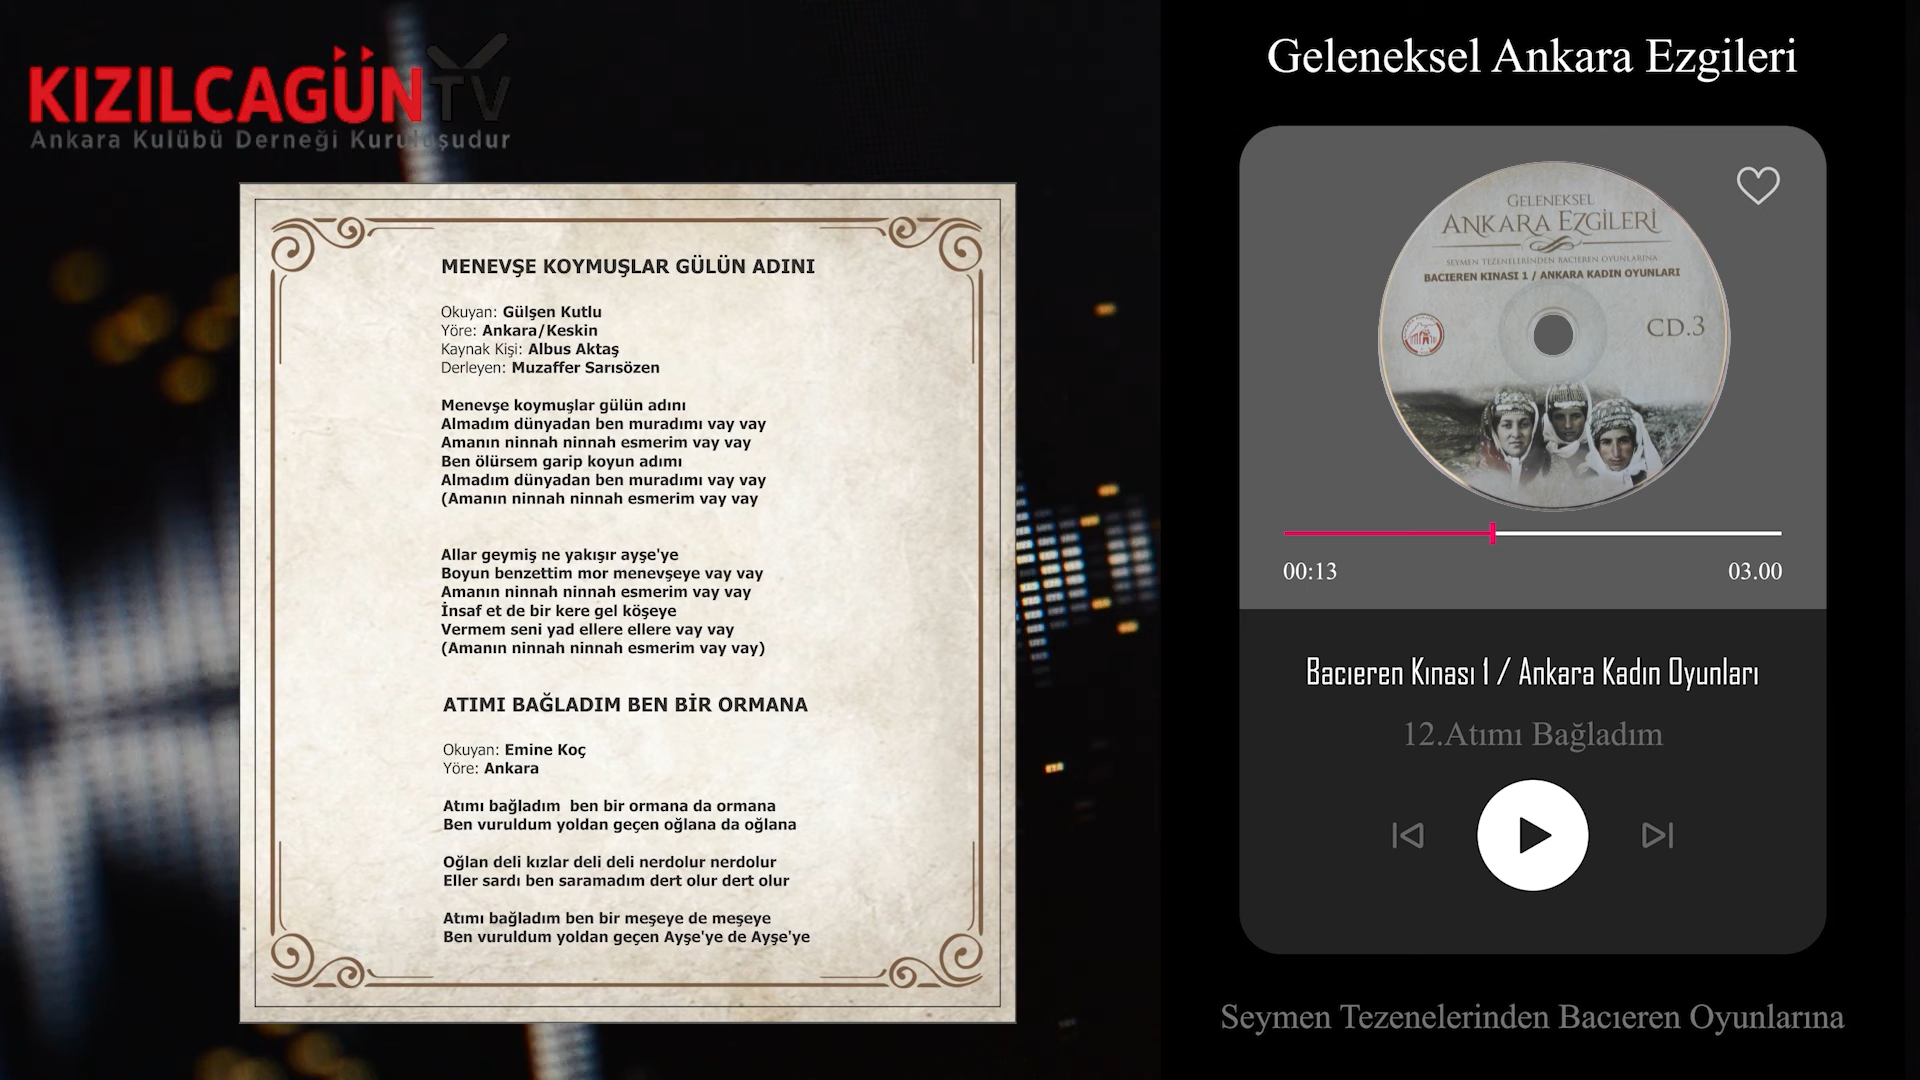 KIZILCAGÜNTV
Ankara Kulübü Derneği Kuruluşudur
MENEVŞE KOYMUŞLAR GÜLÜN ADINI
Okuyan: Gülşen Kutlu
Yöre: Ankara/Keskin
Kaynak Kişi: Albus Aktaş
Derleyen: Muzaffer Sarısözen
Menevşe koymuşlar gülün adını
Almadım dünyadan ben muradımı vay vay
Amanın ninnah ninnah esmerim vay vay
Ben ölürsem garip koyun adımı
Almadım dünyadan ben muradımı vay vay
(Amanın ninnah ninnah esmerim vay vay
Allar geymiş ne yakışır ayşe'ye
Boyun benzettim mor menevşeye vay vay
Amanın ninnah ninnah esmerim vay vay
İnsaf et de bir kere gel köşeye
Vermem seni yad ellere ellere vay vay
(Amanın ninnah ninnah esmerim vay vay)
ATIMI BAĞLADIM BEN BİR ORMANA
Okuyan: Emine Koç
Yöre: Ankara
Atımı bağladım  ben bir ormana da ormana
Ben vuruldum yoldan geçen oğlana da oğlana
Oğlan deli kızlar deli deli nerdolur nerdolur
Eller sardı ben saramadım dert olur dert olur
Atımı bağladım ben bir meşeye de meşeye
Ben vuruldum yoldan geçen Ayşe'ye de Ayşe'ye
Geleneksel Ankara Ezgileri
GELENEKSEL
ANKARA EZGİLERİ
SEYMEN TEZENELERİNDEN BACIEREN OYUNLARINA
BACIEREN KINASI 1 / ANKARA KADIN OYUNLARI
CD.3
00:13
03.00
Bacıeren Kınası 1 / Ankara Kadın Oyunları
12.Atımı Bağladım
Seymen Tezenelerinden Bacıeren Oyunlarına